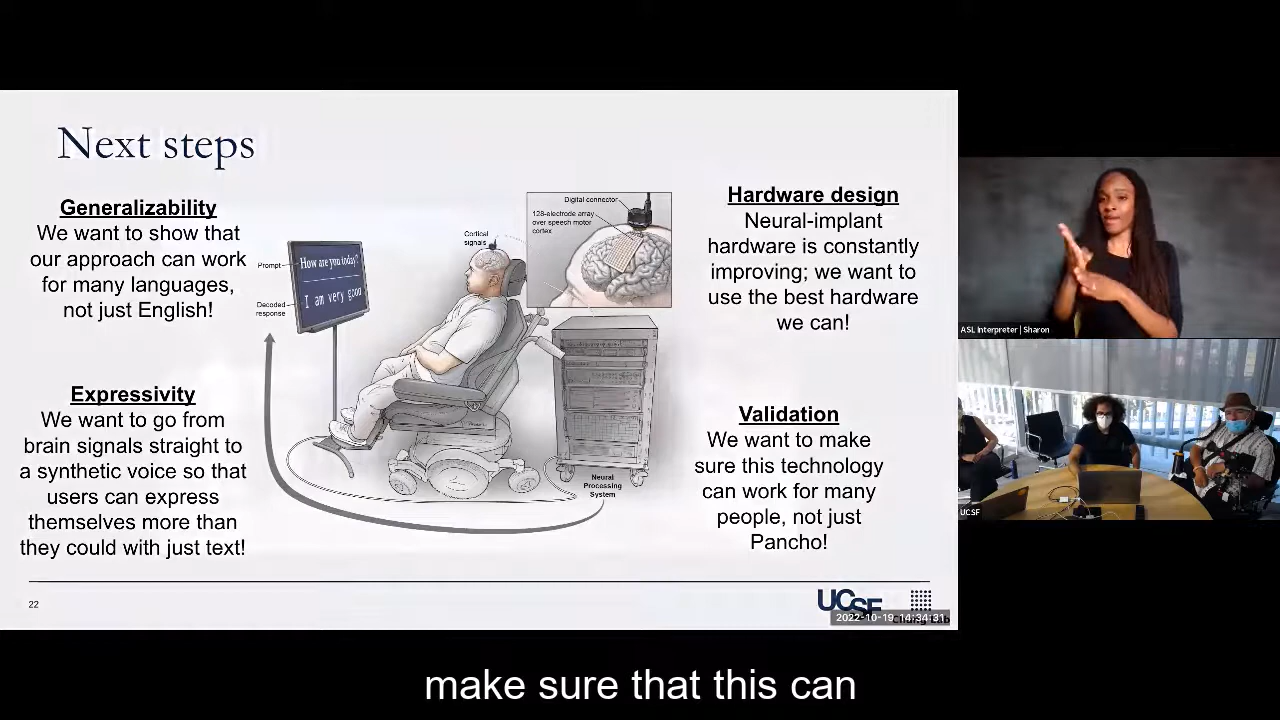 Next steps
Generalizability
We want to show that
our approach can work
for many languages,
not just English!
Expressivity
We want to go from
brain signals straight to
a synthetic voice so that
users can express
themselves more than
they could with just text!
Prompt
How are you today?
Decoded
response
I am very good
Cortical
signals
Digital connector
128-electrode array
over speech motor
cortex
Neural
Processing
System
Hardware design
Neural-implant
hardware is constantly
improving; we want to
use the best hardware
we can!
Validation
We want to make
sure this technology
can work for many
people, not just
Pancho!
22
UCSF
2022-10-19 14:34:31
ASL Interpreter | Sharon
UCSF
make sure that this can